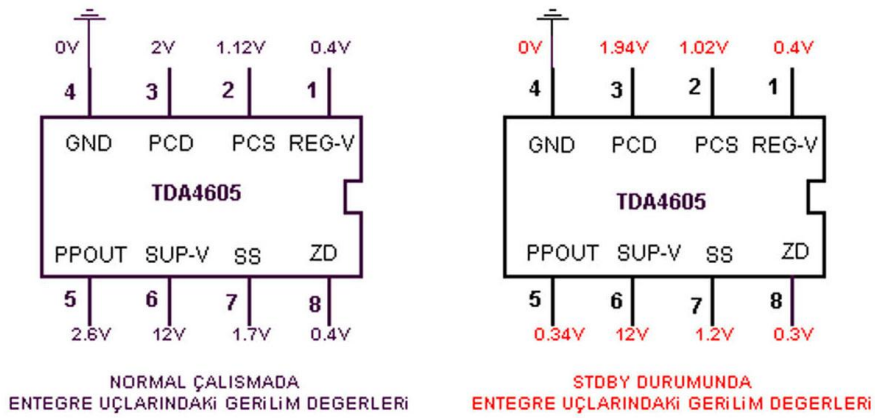 0V 2V 1.12V 0.4V
4 3 2 1
GND PCD PCS REG-V
TDA4605
PPOUT SUP-V SS ZD
5 6 7 8
2.6V 12V 1.7V 0.4V
NORMAL ÇALISMADA
ENTEGRE UÇLARINDAKi GERiLiM DEGERLERi
0V 1.94V 1.02V 0.4V
4 3 2 1
GND PCD PCS REG-V
TDA4605
PPOUT SUP-V SS ZD
5 6 7 8
0.34V 12V 1.2V 0.3V
STDBY DURUMUNDA
ENTEGRE UÇLARINDAKi GERiLiM DEGERLERi